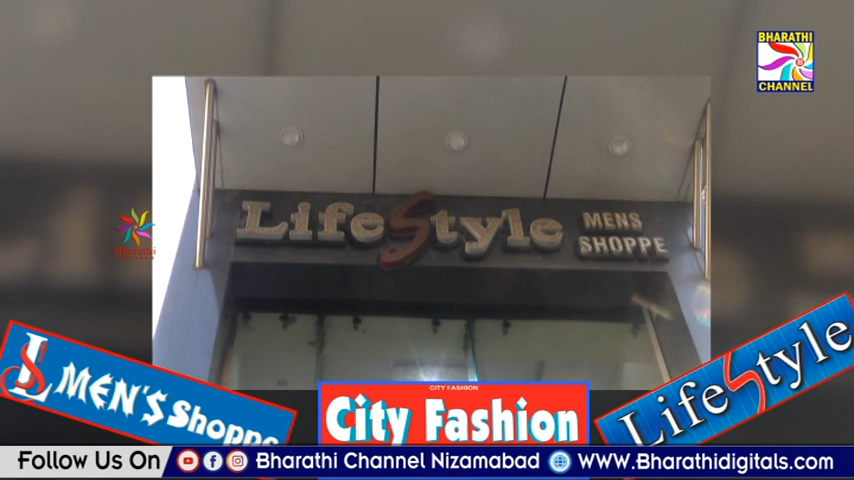 BHARATHI
CHANNEL
LifeStyle MENS
SHOPPE
Bharathi
LS MEN'S Shoppe
CITY FASHION
City Fashion
LifeStyle
Follow Us On Bharathi Channel Nizamabad www.Bharathidigitals.com